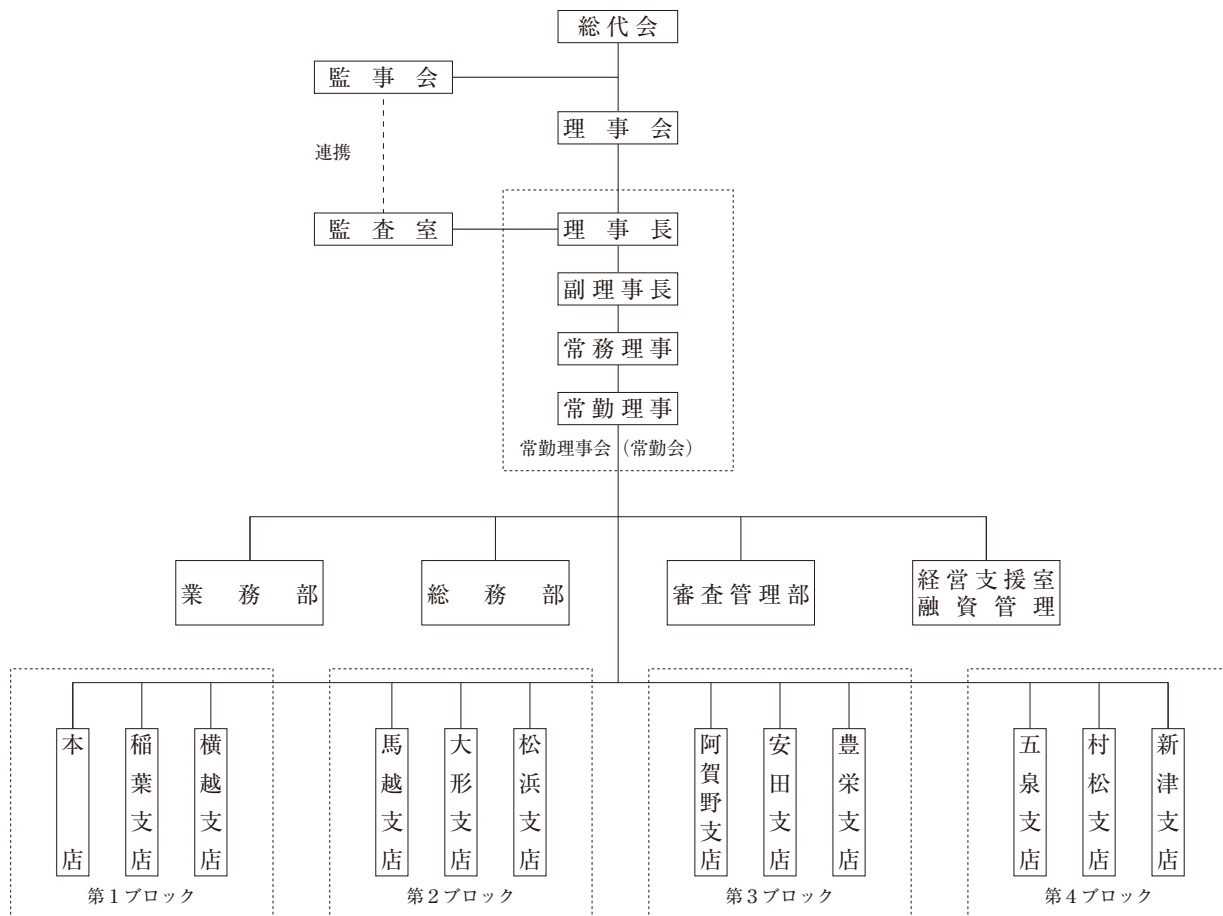 総代会
監事会
理事会
連携
監査室
理事長
副理事長
常務理事
常勤理事
常勤理事会（常勤会）
業務部
総務部
審査管理部
経営支援室
融資管理
本店
稲葉支店
横越支店
第１ブロック
馬越支店
大形支店
松浜支店
第２ブロック
阿賀野支店
安田支店
豊栄支店
第３ブロック
五泉支店
村松支店
新津支店
第４ブロック